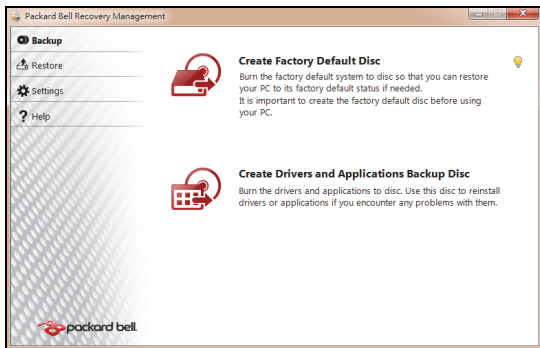 Packard Bell Recovery Management
Backup
Restore
Settings
Help
Create Factory Default Disc
Burn the factory default system to disc so that you can restore
your PC to its factory default status if needed.
It is important to create the factory default disc before using
your PC.
Create Drivers and Applications Backup Disc
Burn the drivers and applications to disc. Use this disc to reinstall
drivers or applications if you encounter any problems with them.
packard bell.